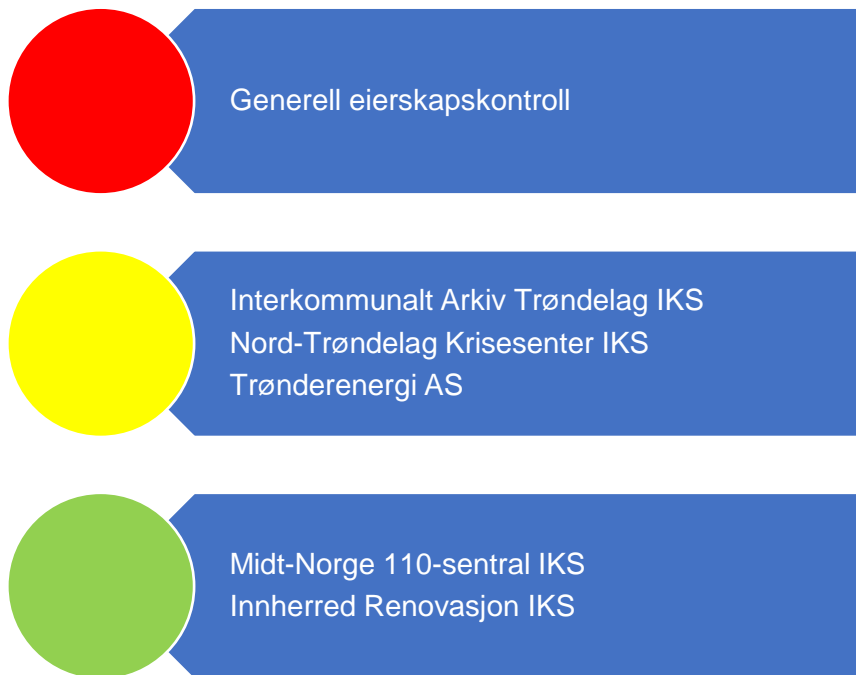 Generell eierskapskontroll
Interkommunalt Arkiv Trøndelag IKS
Nord-Trøndelag Krisesenter IKS
Trønderenergi AS
Midt-Norge 110-sentral IKS
Innherred Renovasjon IKS